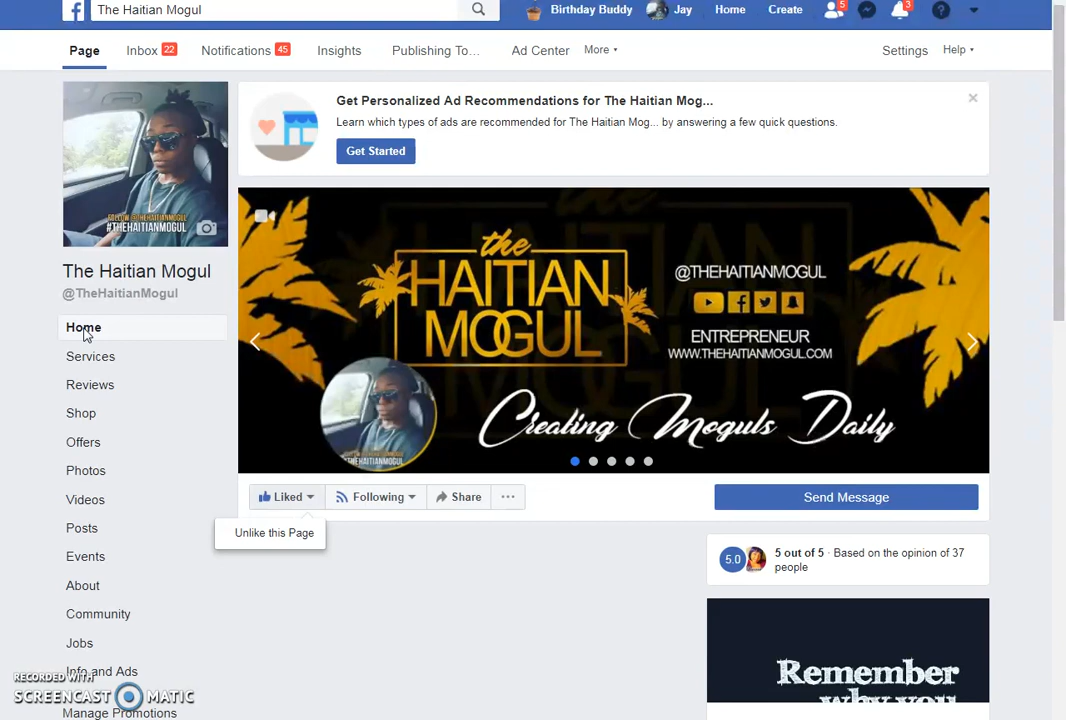 The Haitian Mogul
Birthday Buddy
Jay
Home
Create
5
3
Page
Inbox 22
Notifications 45
Insights
Publishing To...
Ad Center
More
Settings
Help
FOLLOW @THEHAITIANMOGUL
#THEHAITIANMOGUL
Get Personalized Ad Recommendations for The Haitian Mog...
Learn which types of ads are recommended for The Haitian Mog... by answering a few quick questions.
Get Started
The Haitian Mogul
@TheHaitianMogul
Home
Services
Reviews
Shop
Offers
Photos
Videos
Posts
Events
About
Community
Jobs
Info and Ads
Manage Promotions
the
HAITIAN
MOGUL
@THEHAITIANMOGUL
ENTREPRENEUR
WWW.THEHAITIANMOGUL.COM
Creating Moguls Daily
#THEHAITIANMOGUL
Liked
Following
Share
Send Message
Unlike this Page
5.0
5 out of 5 · Based on the opinion of 37
people
Remember
why you
RECORDED WITH
SCREENCAST MATIC